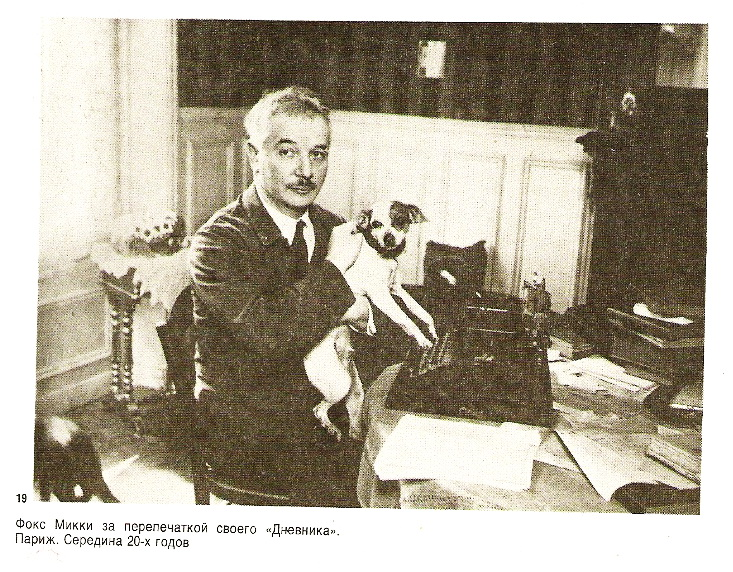 19
Фокс Микки за перепечаткой своего «Дневника».
Париж. Середина 20-х годов